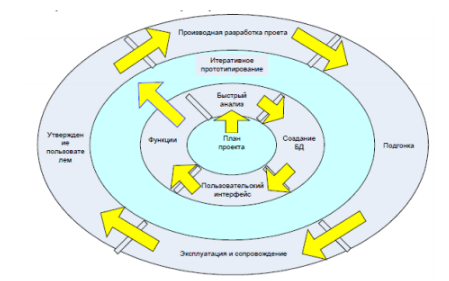 Производная разработка проета
Итеративное
прототипирование
Быстрый
анализ
Утвержден
ие
пользовате
лем
Функции
План
проекта
Создание
БД
Подгонка
Пользовательский
интерфейс
Эксплуатация и сопровождение